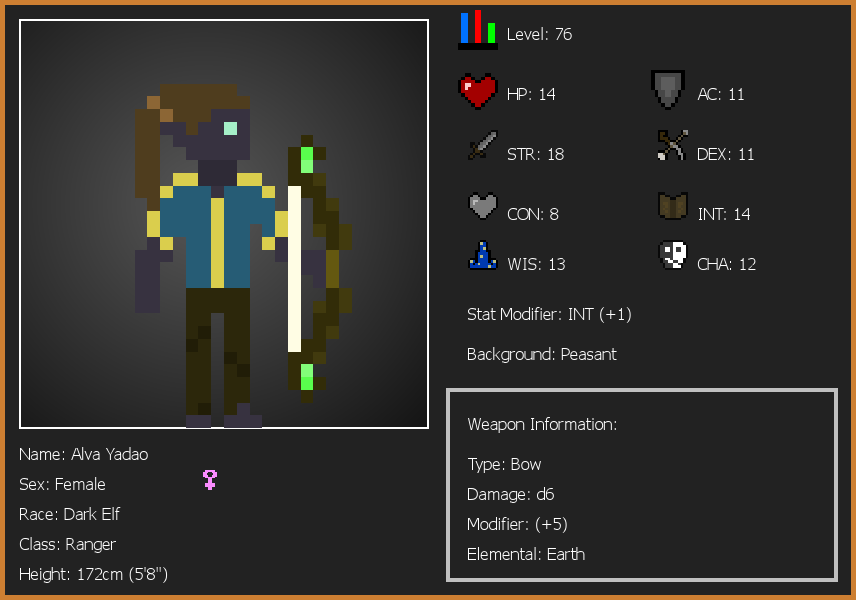 Level: 76
HP: 14
AC: 11
STR: 18
DEX: 11
CON: 8
INT: 14
WIS: 13
CHA: 12
Stat Modifier: INT (+1)
Background: Peasant
Weapon Information:
Type: Bow
Damage: d6
Modifier: (+5)
Elemental: Earth
Name: Alva Yadao
Sex: Female
Race: Dark Elf
Class: Ranger
Height: 172cm (5'8")